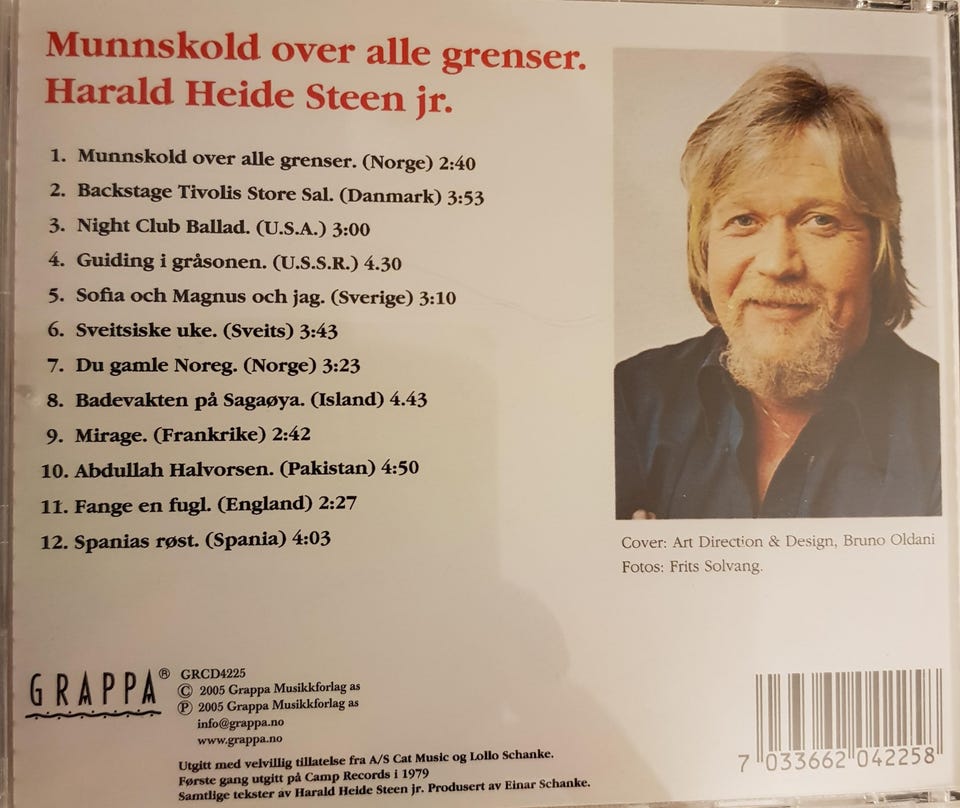 Munnskold over alle grenser.
Harald Heide Steen jr.
1. Munnskold over alle grenser. (Norge) 2:40
2. Backstage Tivolis Store Sal. (Danmark) 3:53
3. Night Club Ballad. (U.S.A.) 3:00
4. Guiding i gråsonen. (U.S.S.R.) 4.30
5. Sofia och Magnus och jag. (Sverige) 3:10
6. Sveitsiske uke. (Sveits) 3:43
7. Du gamle Noreg. (Norge) 3:23
8. Badevakten på Sagaøya. (Island) 4.43
9. Mirage. (Frankrike) 2:42
10. Abdullah Halvorsen. (Pakistan) 4:50
11. Fange en fugl. (England) 2:27
12. Spanias røst. (Spania) 4:03
Cover: Art Direction & Design, Bruno Oldani
Fotos: Frits Solvang.
GRAPPA®
GRCD4225
© 2005 Grappa Musikkforlag as
℗ 2005 Grappa Musikkforlag as
info@grappa.no
www.grappa.no
Utgitt med velvillig tillatelse fra A/S Cat Music og Lollo Schanke.
Første gang utgitt på Camp Records i 1979
Samtlige tekster av Harald Heide Steen jr. Produsert av Einar Schanke.
7 033662 042258